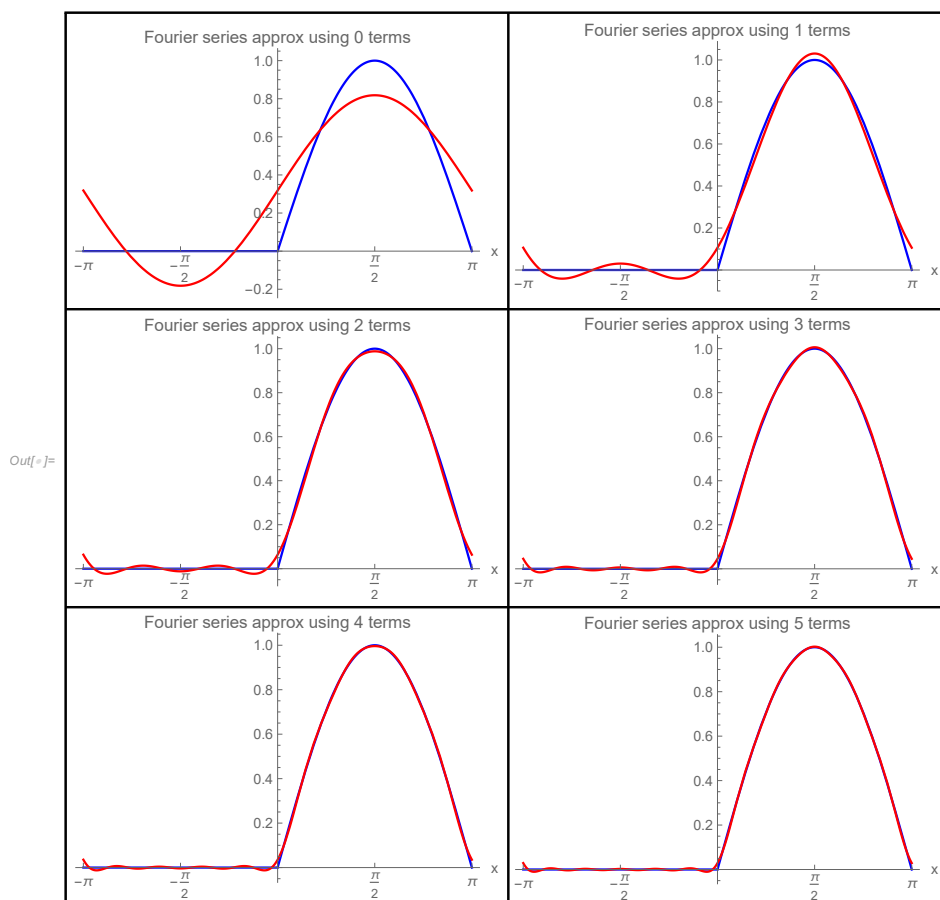 Fourier series approx using 0 terms
1.0
0.8
0.6
0.4
0.2
-0.2
-π
-π/2
π/2
π
x
Fourier series approx using 1 terms
1.0
0.8
0.6
0.4
0.2
-π
-π/2
π/2
π
x
Fourier series approx using 2 terms
1.0
0.8
0.6
0.4
0.2
-π
-π/2
π/2
π
x
Fourier series approx using 3 terms
1.0
0.8
0.6
0.4
0.2
-π
-π/2
π/2
π
x
Out[∘]=
Fourier series approx using 4 terms
1.0
0.8
0.6
0.4
0.2
-π
-π/2
π/2
π
x
Fourier series approx using 5 terms
1.0
0.8
0.6
0.4
0.2
-π
-π/2
π/2
π
x